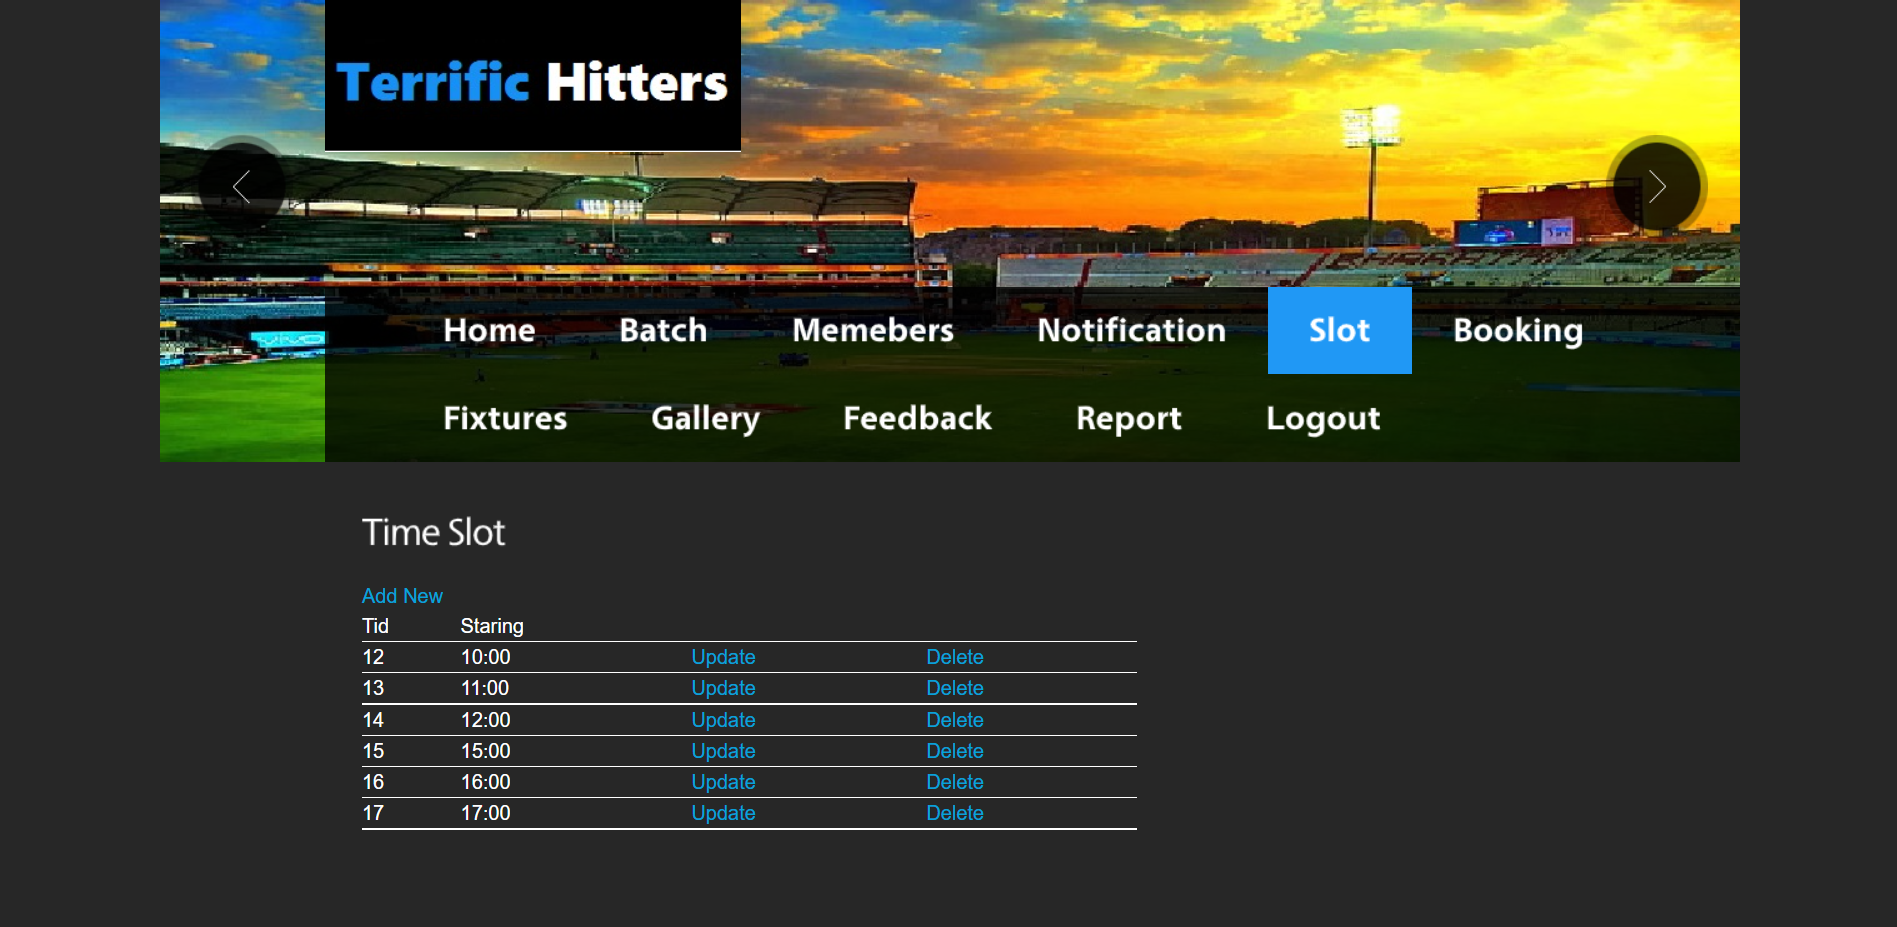 Terrific Hitters
Home Batch Memebers Notification Slot Booking
Fixtures Gallery Feedback Report Logout
Time Slot
Add New
Tid Staring
12 10:00 Update Delete
13 11:00 Update Delete
14 12:00 Update Delete
15 15:00 Update Delete
16 16:00 Update Delete
17 17:00 Update Delete